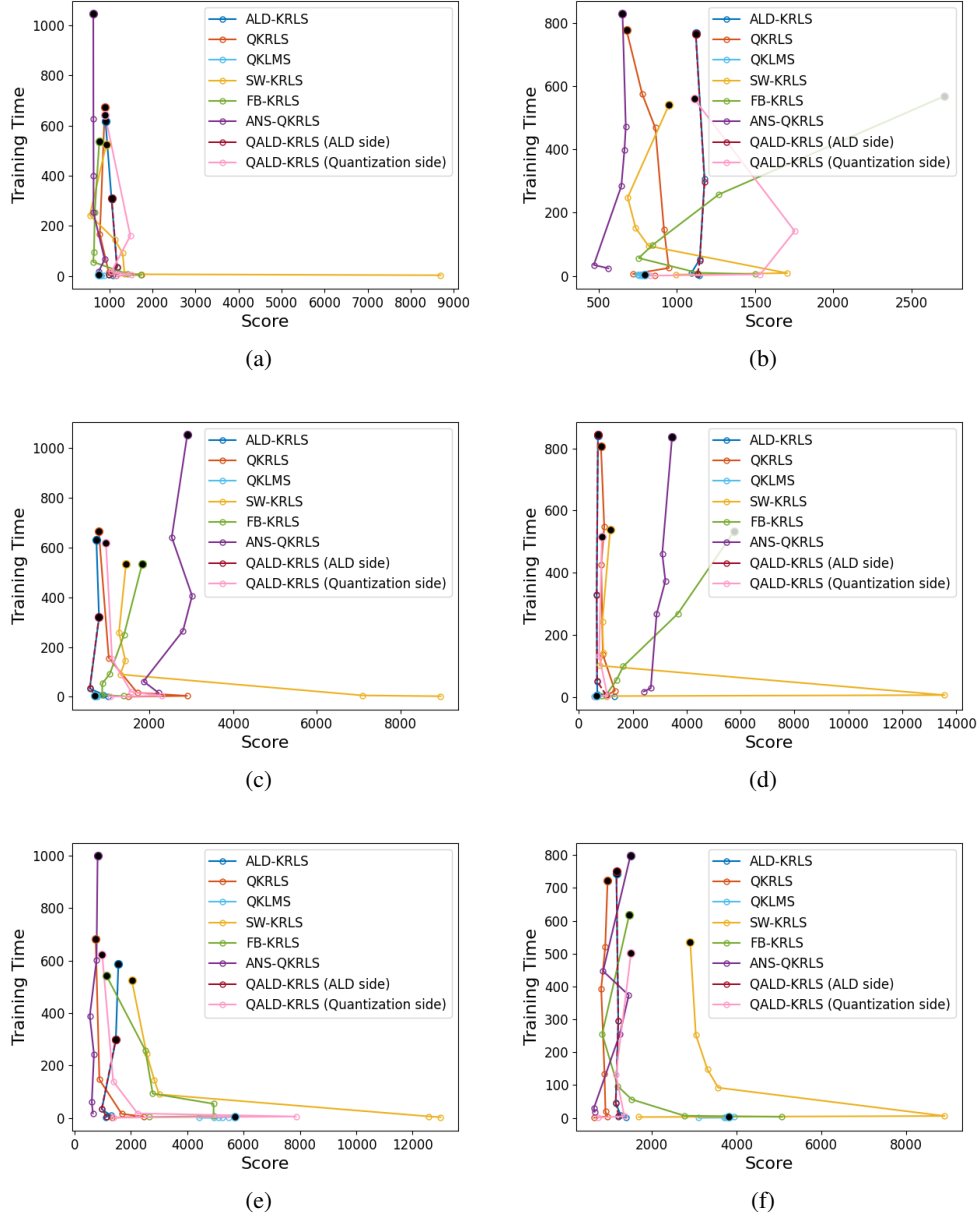 Training Time
1000
800
600
400
200
0
1000 2000 3000 4000 5000 6000 7000 8000 9000
Score
ALD-KRLS
QKRLS
QKLMS
SW-KRLS
FB-KRLS
ANS-QKRLS
QALD-KRLS (ALD side)
QALD-KRLS (Quantization side)
(a)
Training Time
800
700
600
500
400
300
200
100
0
500 1000 1500 2000 2500
Score
ALD-KRLS
QKRLS
QKLMS
SW-KRLS
FB-KRLS
ANS-QKRLS
QALD-KRLS (ALD side)
QALD-KRLS (Quantization side)
(b)
Training Time
1000
800
600
400
200
0
2000 4000 6000 8000
Score
ALD-KRLS
QKRLS
QKLMS
SW-KRLS
FB-KRLS
ANS-QKRLS
QALD-KRLS (ALD side)
QALD-KRLS (Quantization side)
(c)
Training Time
800
600
400
200
0
0 2000 4000 6000 8000 10000 12000 14000
Score
ALD-KRLS
QKRLS
QKLMS
SW-KRLS
FB-KRLS
ANS-QKRLS
QALD-KRLS (ALD side)
QALD-KRLS (Quantization side)
(d)
Training Time
1000
800
600
400
200
0
0 2000 4000 6000 8000 10000 12000
Score
ALD-KRLS
QKRLS
QKLMS
SW-KRLS
FB-KRLS
ANS-QKRLS
QALD-KRLS (ALD side)
QALD-KRLS (Quantization side)
(e)
Training Time
800
700
600
500
400
300
200
100
0
2000 4000 6000 8000
Score
ALD-KRLS
QKRLS
QKLMS
SW-KRLS
FB-KRLS
ANS-QKRLS
QALD-KRLS (ALD side)
QALD-KRLS (Quantization side)
(f)